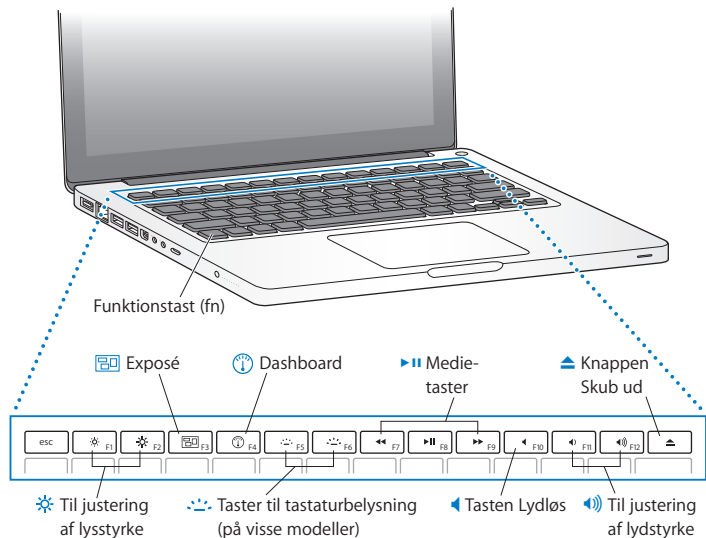 Funktionstast (fn)
Exposé
Dashboard
Medie-
taster
Knappen
Skub ud
esc F1 F2 F3 F4 F5 F6 F7 F8 F9 F10 F11 F12
Til justering
af lysstyrke
Taster til tastaturbelysning
(på visse modeller)
Tasten Lydløs
Til justering
af lydstyrke